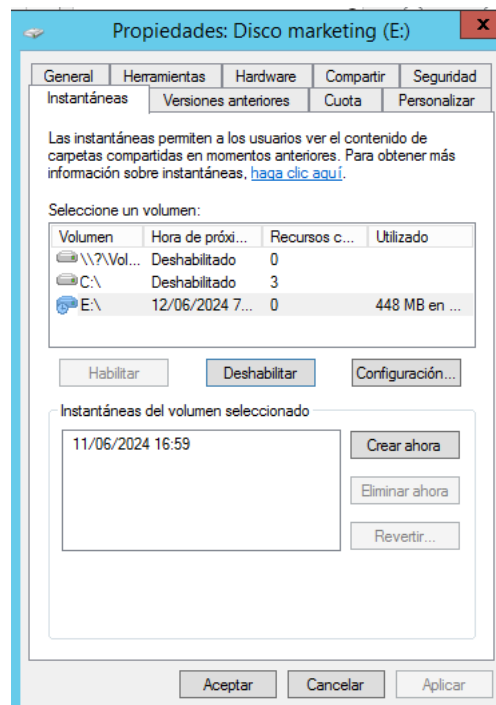 Propiedades: Disco marketing (E:)
x
General Herramientas Hardware Compartir Seguridad
Instantáneas Versiones anteriores Cuota Personalizar
Las instantáneas permiten a los usuarios ver el contenido de
carpetas compartidas en momentos anteriores. Para obtener más
información sobre instantáneas, haga clic aquí.
Seleccione un volumen:
Volumen Hora de próxi... Recursos c... Utilizado
\\?\Vol... Deshabilitado 0
C:\ Deshabilitado 3
E:\ 12/06/2024 7... 0 448 MB en ...
Habilitar Deshabilitar Configuración...
Instantáneas del volumen seleccionado
11/06/2024 16:59
Crear ahora
Eliminar ahora
Revertir...
Aceptar Cancelar Aplicar